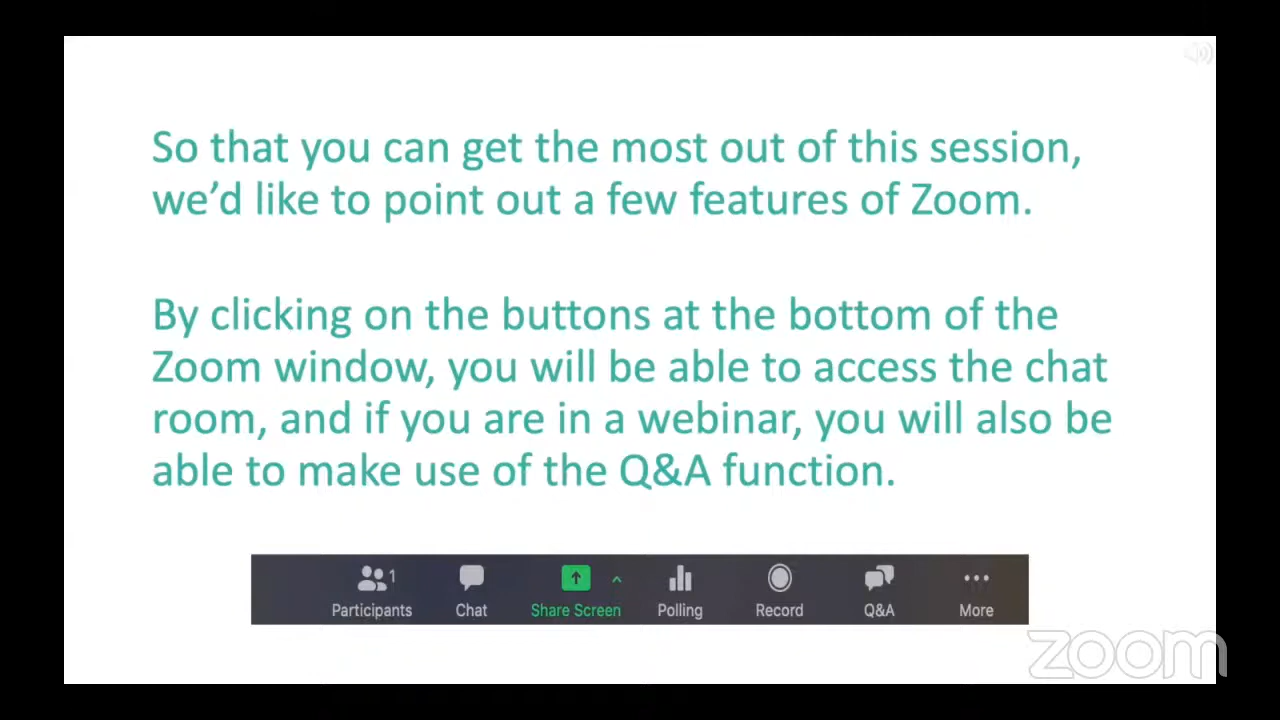 So that you can get the most out of this session,
we’d like to point out a few features of Zoom.
By clicking on the buttons at the bottom of the
Zoom window, you will be able to access the chat
room, and if you are in a webinar, you will also be
able to make use of the Q&A function.
1
Participants Chat Share Screen Polling Record Q&A More
zoom